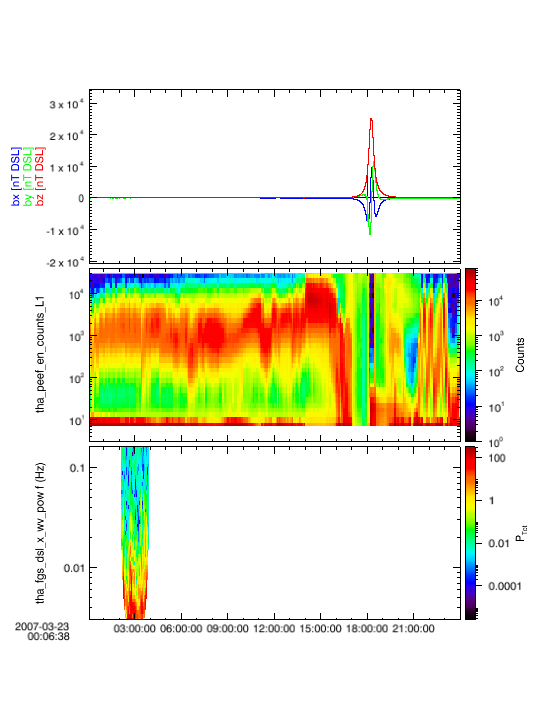 bx [nT DSL]
by [nT DSL]
bz [nT DSL]
3 x 10⁴
2 x 10⁴
1 x 10⁴
0
-1 x 10⁴
-2 x 10⁴
tha_peef_en_counts_L1
10⁴
10³
10²
10¹
10⁴
10³
10²
10¹
10⁰
Counts
tha_fgs_dsl_x_wv_pow f (Hz)
0.1
0.01
100
1
0.01
0.0001
P_Tot
2007-03-23
00:06:38
03:00:00 06:00:00 09:00:00 12:00:00 15:00:00 18:00:00 21:00:00